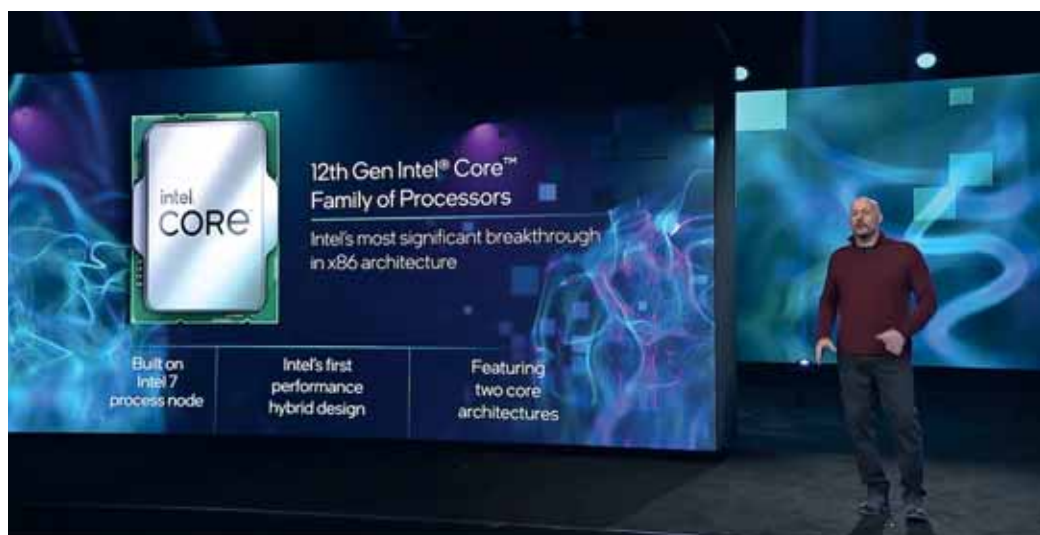 intel
CORE
12th Gen Intel® Core™
Family of Processors
Intel's most significant breakthrough
in x86 architecture
Built on
Intel 7
process node
Intel's first
performance
hybrid design
Featuring
two core
architectures